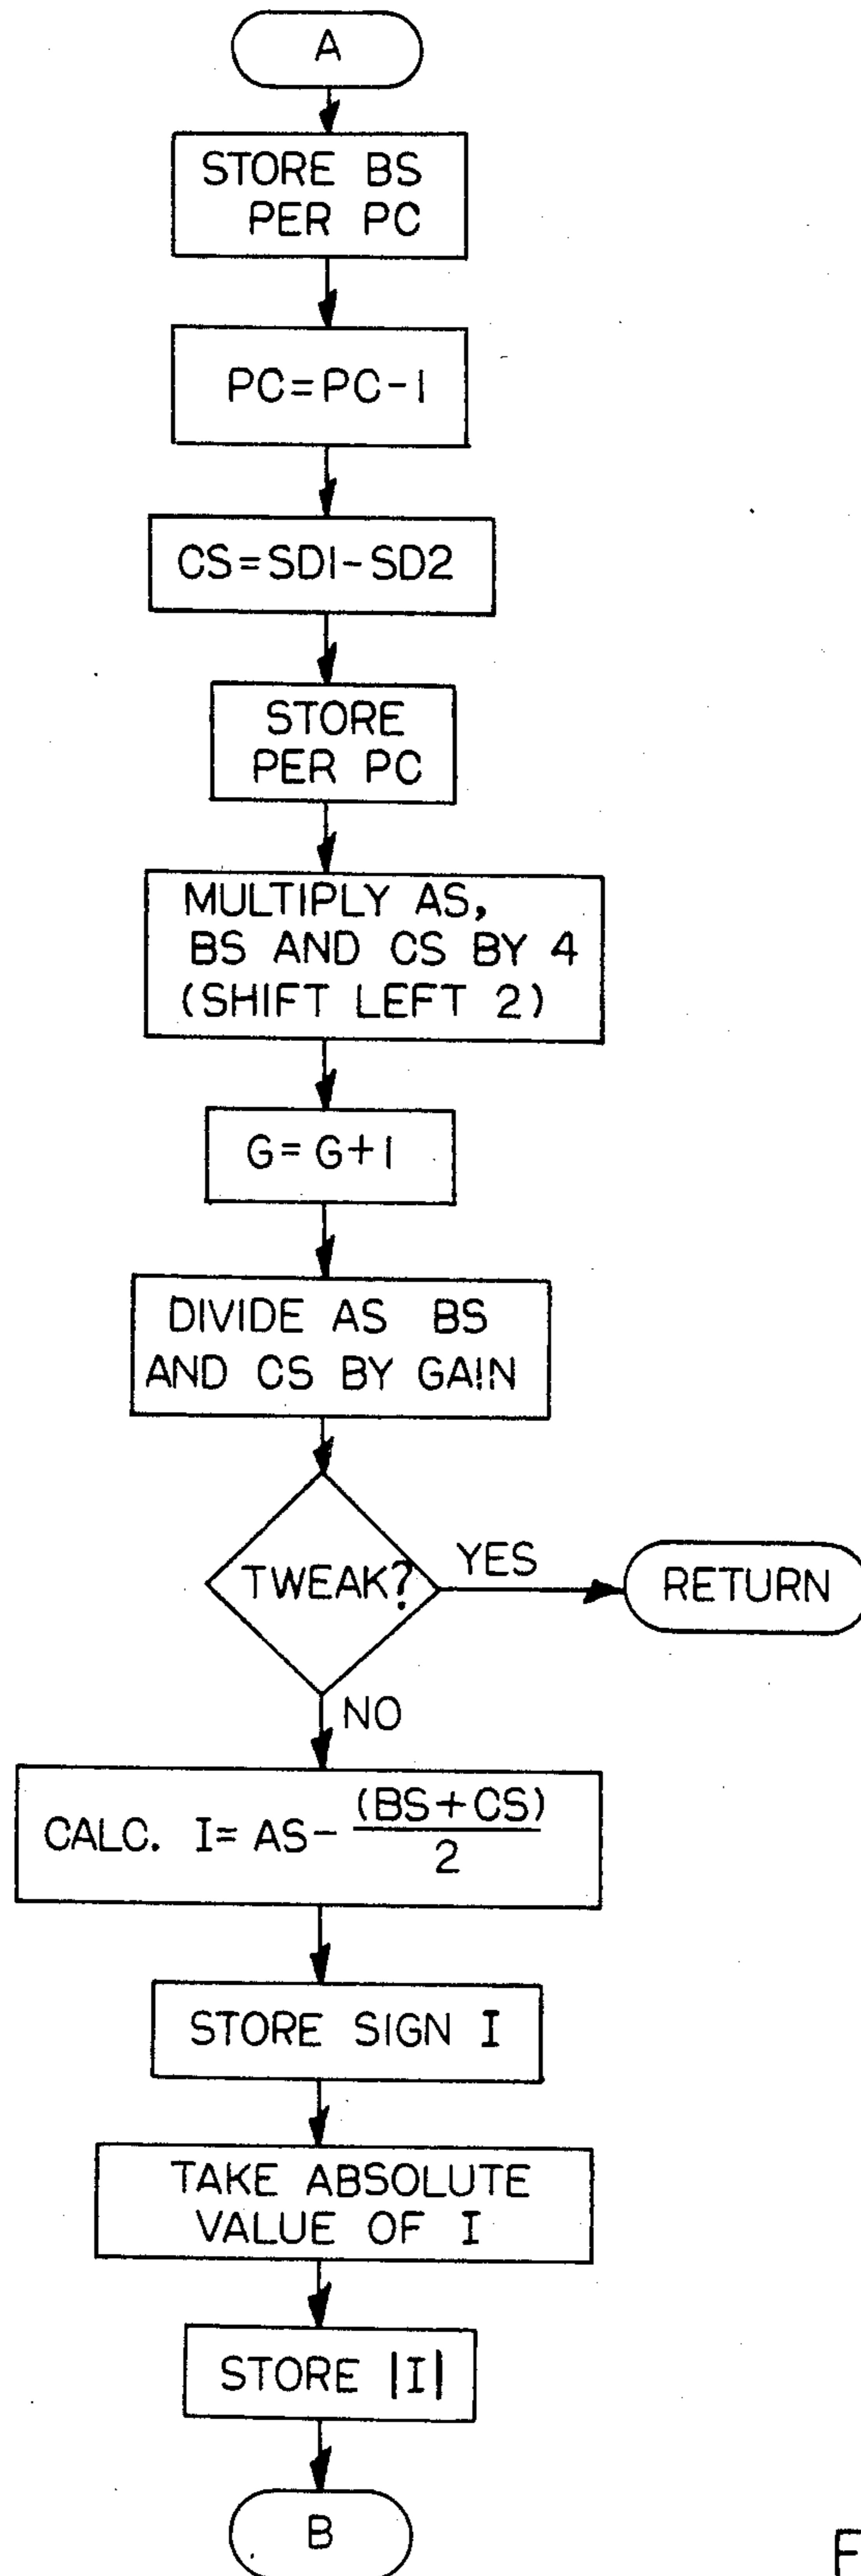 A
STORE BS
PER PC
PC=PC-1
CS=SD1-SD2
STORE
PER PC
MULTIPLY AS,
BS AND CS BY 4
(SHIFT LEFT 2)
G=G+1
DIVIDE AS BS
AND CS BY GAIN
TWEAK?
YES
RETURN
NO
CALC. I= AS- (BS+CS)
2
STORE SIGN I
TAKE ABSOLUTE
VALUE OF I
STORE |I|
B